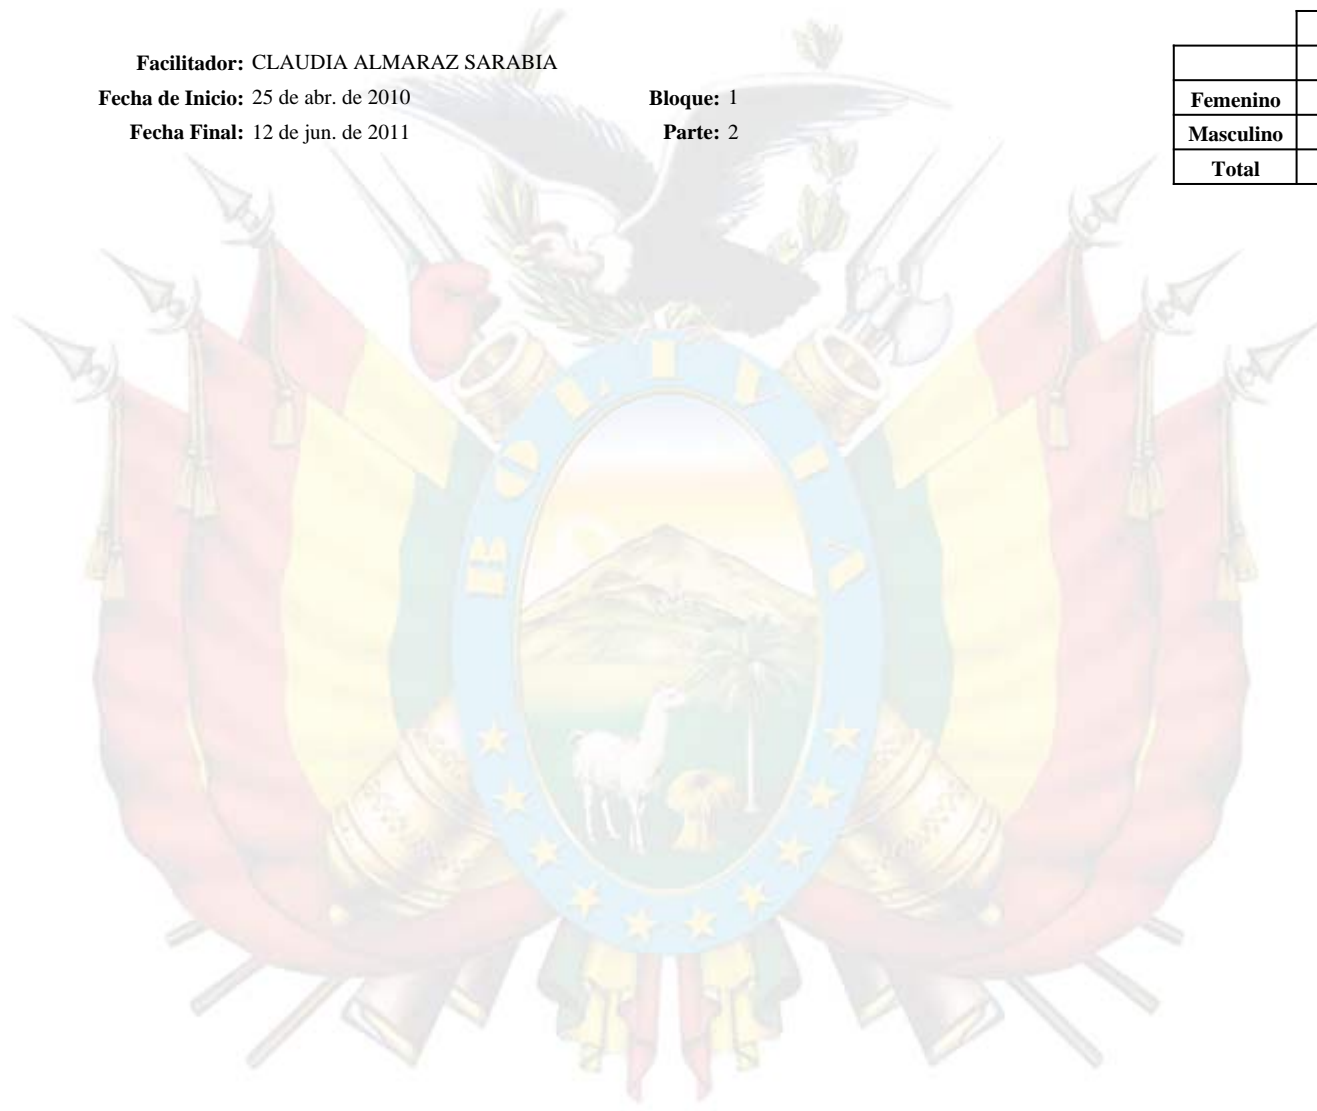 Facilitador: CLAUDIA ALMARAZ SARABIA
Fecha de Inicio: 25 de abr. de 2010 Bloque: 1
Fecha Final: 12 de jun. de 2011 Parte: 2
Femenino
Masculino
Total
BOLIVIA